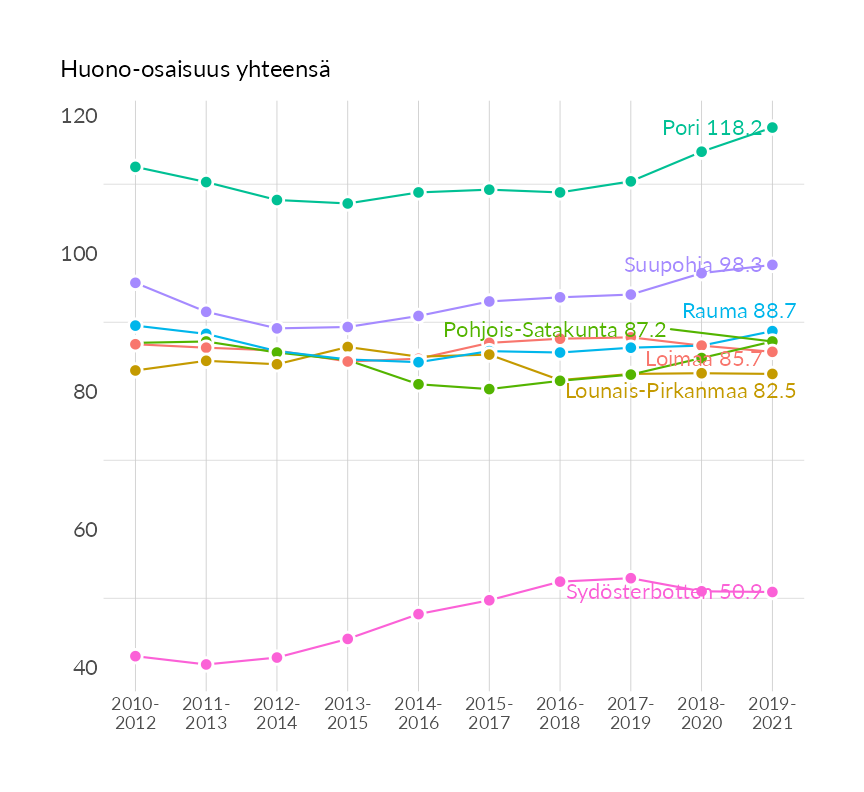 Huono-osaisuus yhteensä
120
Pori 118.2
100
Suupohja 98.3
Rauma 88.7
Pohjois-Satakunta 87.2
Loimaa 85.7
80
Lounais-Pirkanmaa 82.5
60
Sydösterbotten 50.9
40
2010-2012
2011-2013
2012-2014
2013-2015
2014-2016
2015-2017
2016-2018
2017-2019
2018-2020
2019-2021